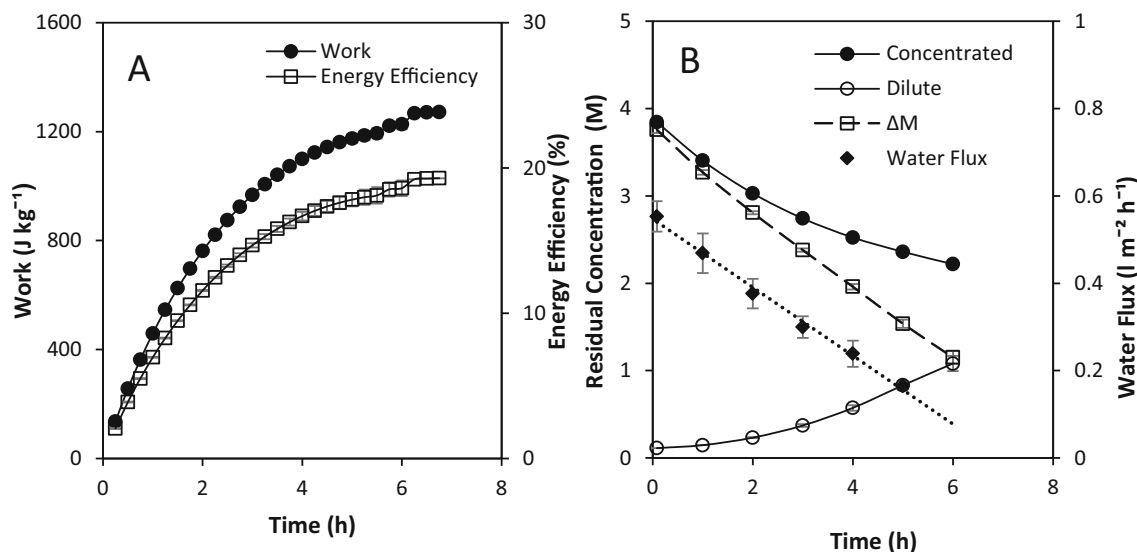 A
Work
Energy Efficiency
Work (J kg⁻¹)
1600
1200
800
400
0
Energy Efficiency (%)
30
20
10
0
0 2 4 6 8
Time (h)
B
Concentrated
Dilute
ΔM
Water Flux
Residual Concentration (M)
5
4
3
2
1
0
Water Flux (l m⁻² h⁻¹)
1
0.8
0.6
0.4
0.2
0
0 2 4 6 8
Time (h)